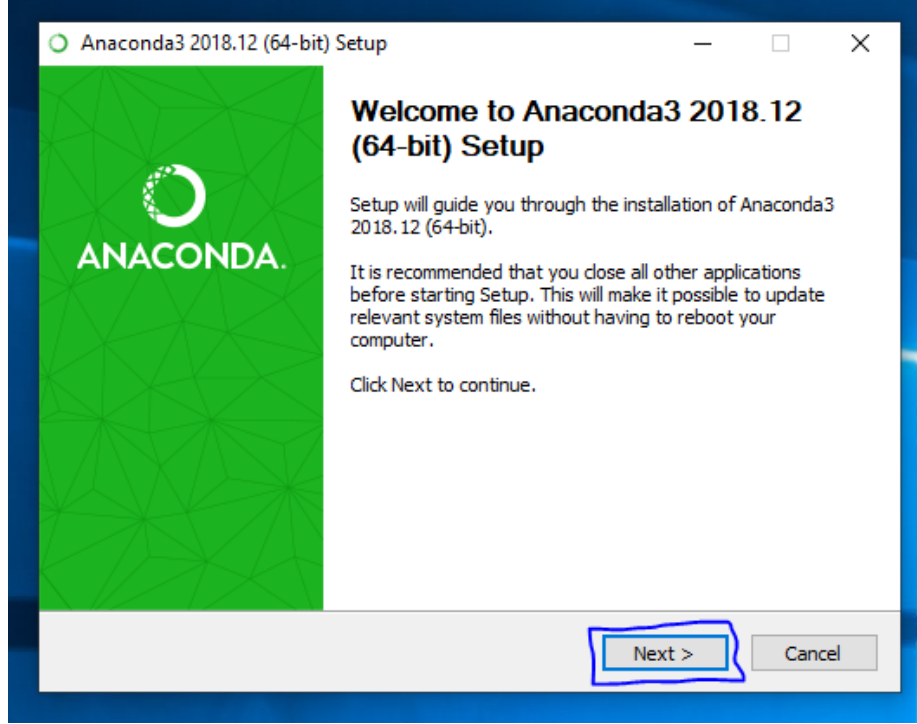 Anaconda3 2018.12 (64-bit) Setup
Welcome to Anaconda3 2018.12
(64-bit) Setup
Setup will guide you through the installation of Anaconda3
2018.12 (64-bit).
It is recommended that you close all other applications
before starting Setup. This will make it possible to update
relevant system files without having to reboot your
computer.
Click Next to continue.
ANACONDA.
Next >
Cancel